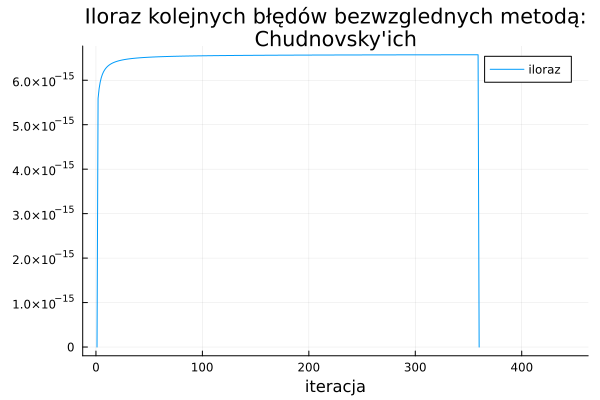 Iloraz kolejnych błędów bezwzglednych metodą:
Chudnovsky'ich
iloraz
6.0×10⁻¹⁵
5.0×10⁻¹⁵
4.0×10⁻¹⁵
3.0×10⁻¹⁵
2.0×10⁻¹⁵
1.0×10⁻¹⁵
0
0 100 200 300 400
iteracja